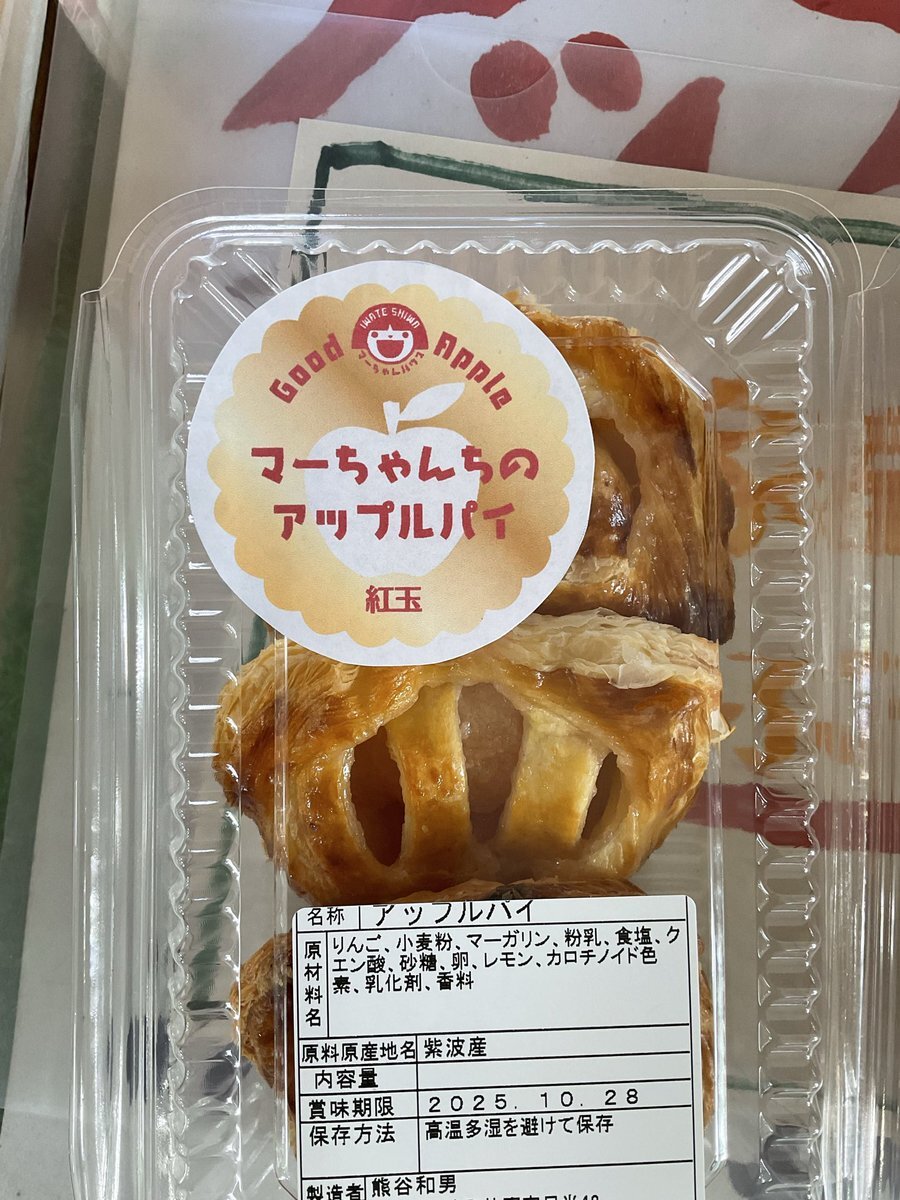 IWATE SHIWA
マーちゃんハウス
Good Apple
マーちゃんちの
アップルパイ
紅玉
名称 アップルパイ
原材料名 りんご、小麦粉、マーガリン、粉乳、食塩、ク
エン酸、砂糖、卵、レモン、カロチノイド色
素、乳化剤、香料
原料原産地名 紫波産
内容量
賞味期限 2025. 10. 28
保存方法 高温多湿を避けて保存
製造者 熊谷和男